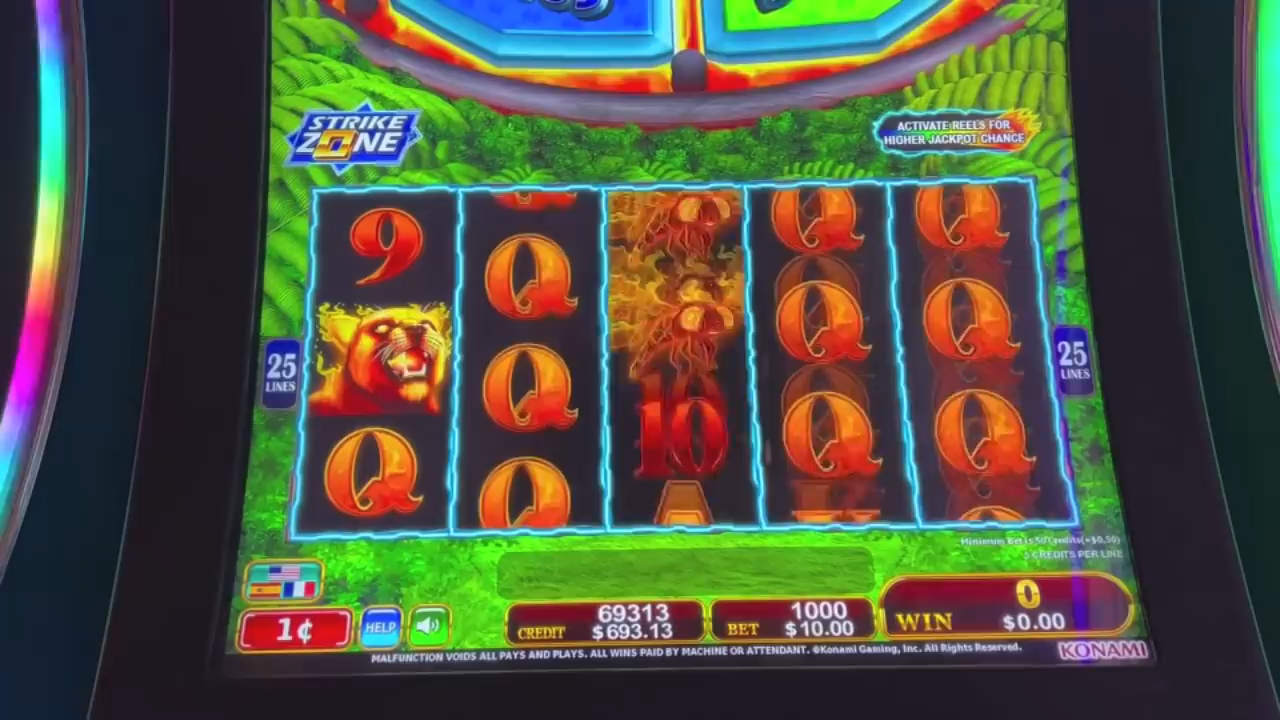 STRIKE
ZONE
ACTIVATE REELS FOR
HIGHER JACKPOT CHANCE
9
Q
Q
Q
Q
Q
10
Q
Q
Q
Q
Q
Q
25
LINES
25
LINES
Minimum Bet is 50 Credits(=$0.50)
CREDITS PER LINE
1¢
HELP
CREDIT
69313
$693.13
BET
1000
$10.00
WIN
0
$0.00
MALFUNCTION VOIDS ALL PAYS AND PLAYS. ALL WINS PAID BY MACHINE OR ATTENDANT. ©Konami Gaming, Inc. All Rights Reserved.
KONAMI